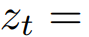 z_t =